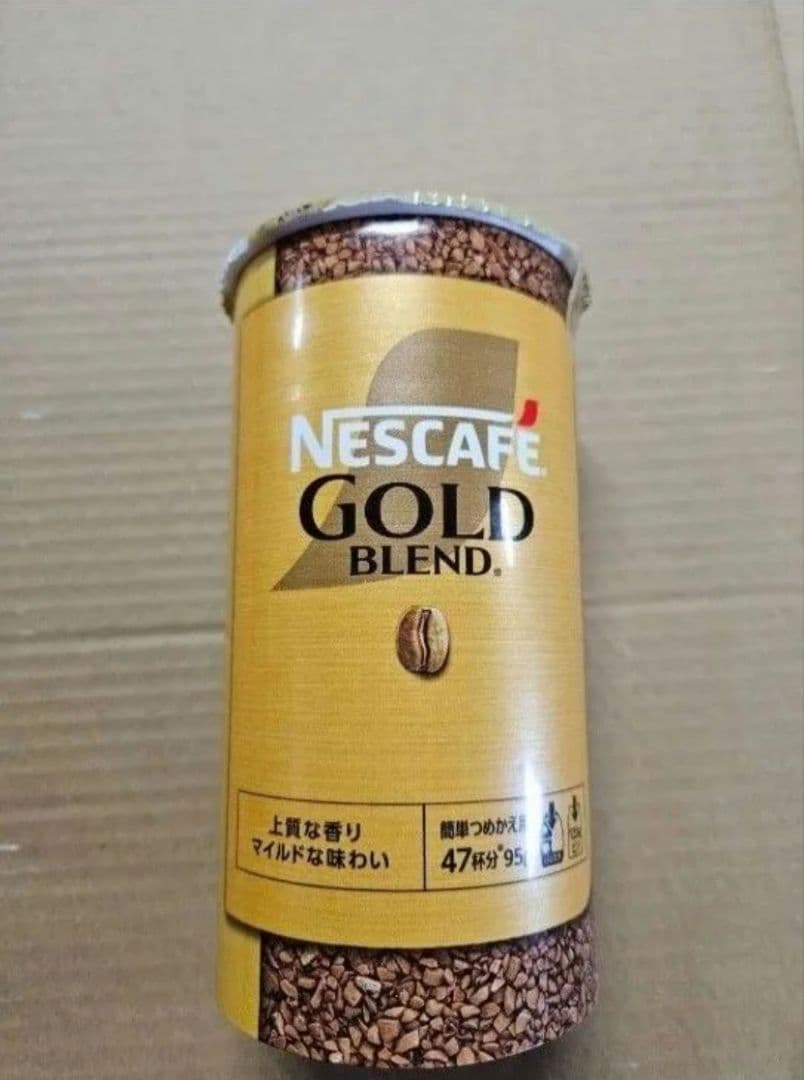 NESCAFÉ
GOLD
BLEND
上質な香り
マイルドな味わい
簡単つめかえ
47杯分*95g